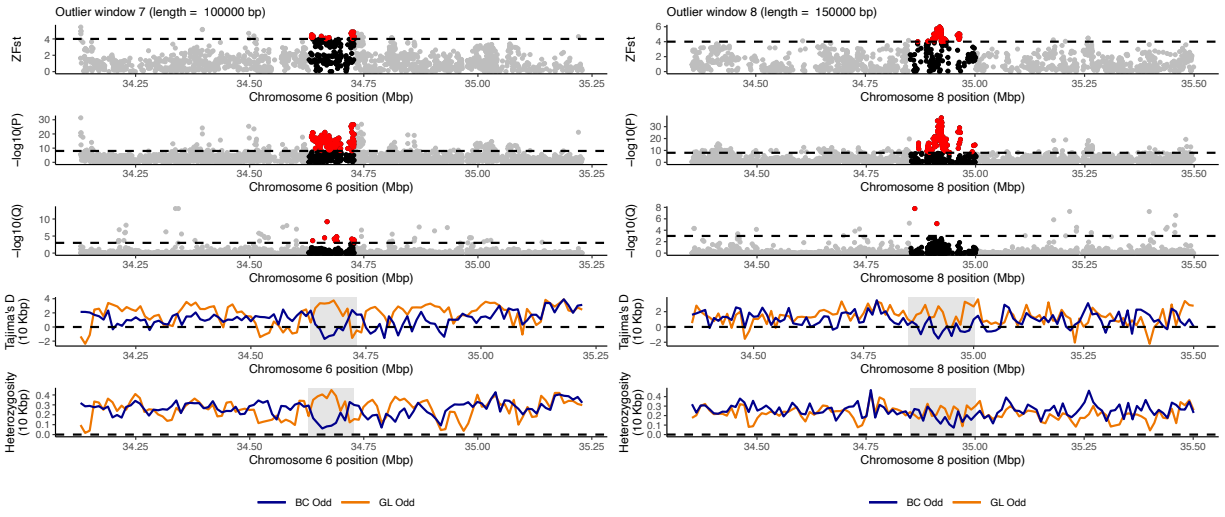 Outlier window 7 (length =  100000 bp)
ZFst
4
2
0
34.25 34.50 34.75 35.00 35.25
Chromosome 6 position (Mbp)
−log10(P)
30
20
10
0
34.25 34.50 34.75 35.00 35.25
Chromosome 6 position (Mbp)
−log10(Q)
10
5
0
34.25 34.50 34.75 35.00 35.25
Chromosome 6 position (Mbp)
Tajima's D
(10 Kbp)
4
2
0
−2
34.25 34.50 34.75 35.00 35.25
Chromosome 6 position (Mbp)
Heterozygosity
(10 Kbp)
0.4
0.3
0.2
0.1
0.0
34.25 34.50 34.75 35.00 35.25
Chromosome 6 position (Mbp)
BC Odd GL Odd
Outlier window 8 (length =  150000 bp)
ZFst
6
4
2
0
34.50 34.75 35.00 35.25 35.50
Chromosome 8 position (Mbp)
−log10(P)
30
20
10
0
34.50 34.75 35.00 35.25 35.50
Chromosome 8 position (Mbp)
−log10(Q)
8
6
4
2
0
34.50 34.75 35.00 35.25 35.50
Chromosome 8 position (Mbp)
Tajima's D
(10 Kbp)
2
0
−2
34.50 34.75 35.00 35.25 35.50
Chromosome 8 position (Mbp)
Heterozygosity
(10 Kbp)
0.4
0.3
0.2
0.1
0.0
34.50 34.75 35.00 35.25 35.50
Chromosome 8 position (Mbp)
BC Odd GL Odd